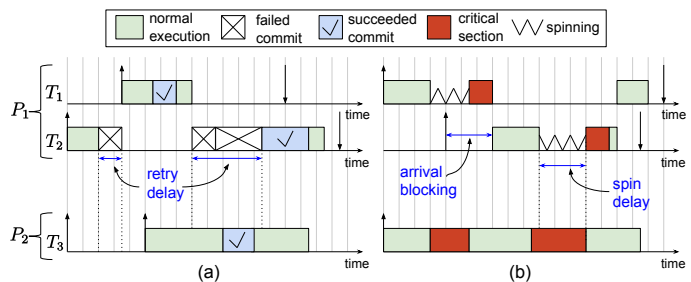 normal execution
failed commit
succeeded commit
critical section
spinning
P1
T1
time
T2
time
retry delay
P2
T3
time
(a)
time
time
arrival blocking
spin delay
time
(b)